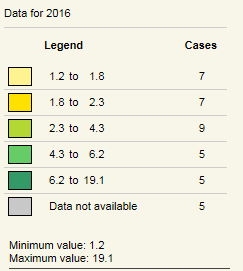 Data for 2016
Legend Cases
1.2 to 1.8 7
1.8 to 2.3 7
2.3 to 4.3 9
4.3 to 6.2 5
6.2 to 19.1 5
Data not available 5
Minimum value: 1.2
Maximum value: 19.1